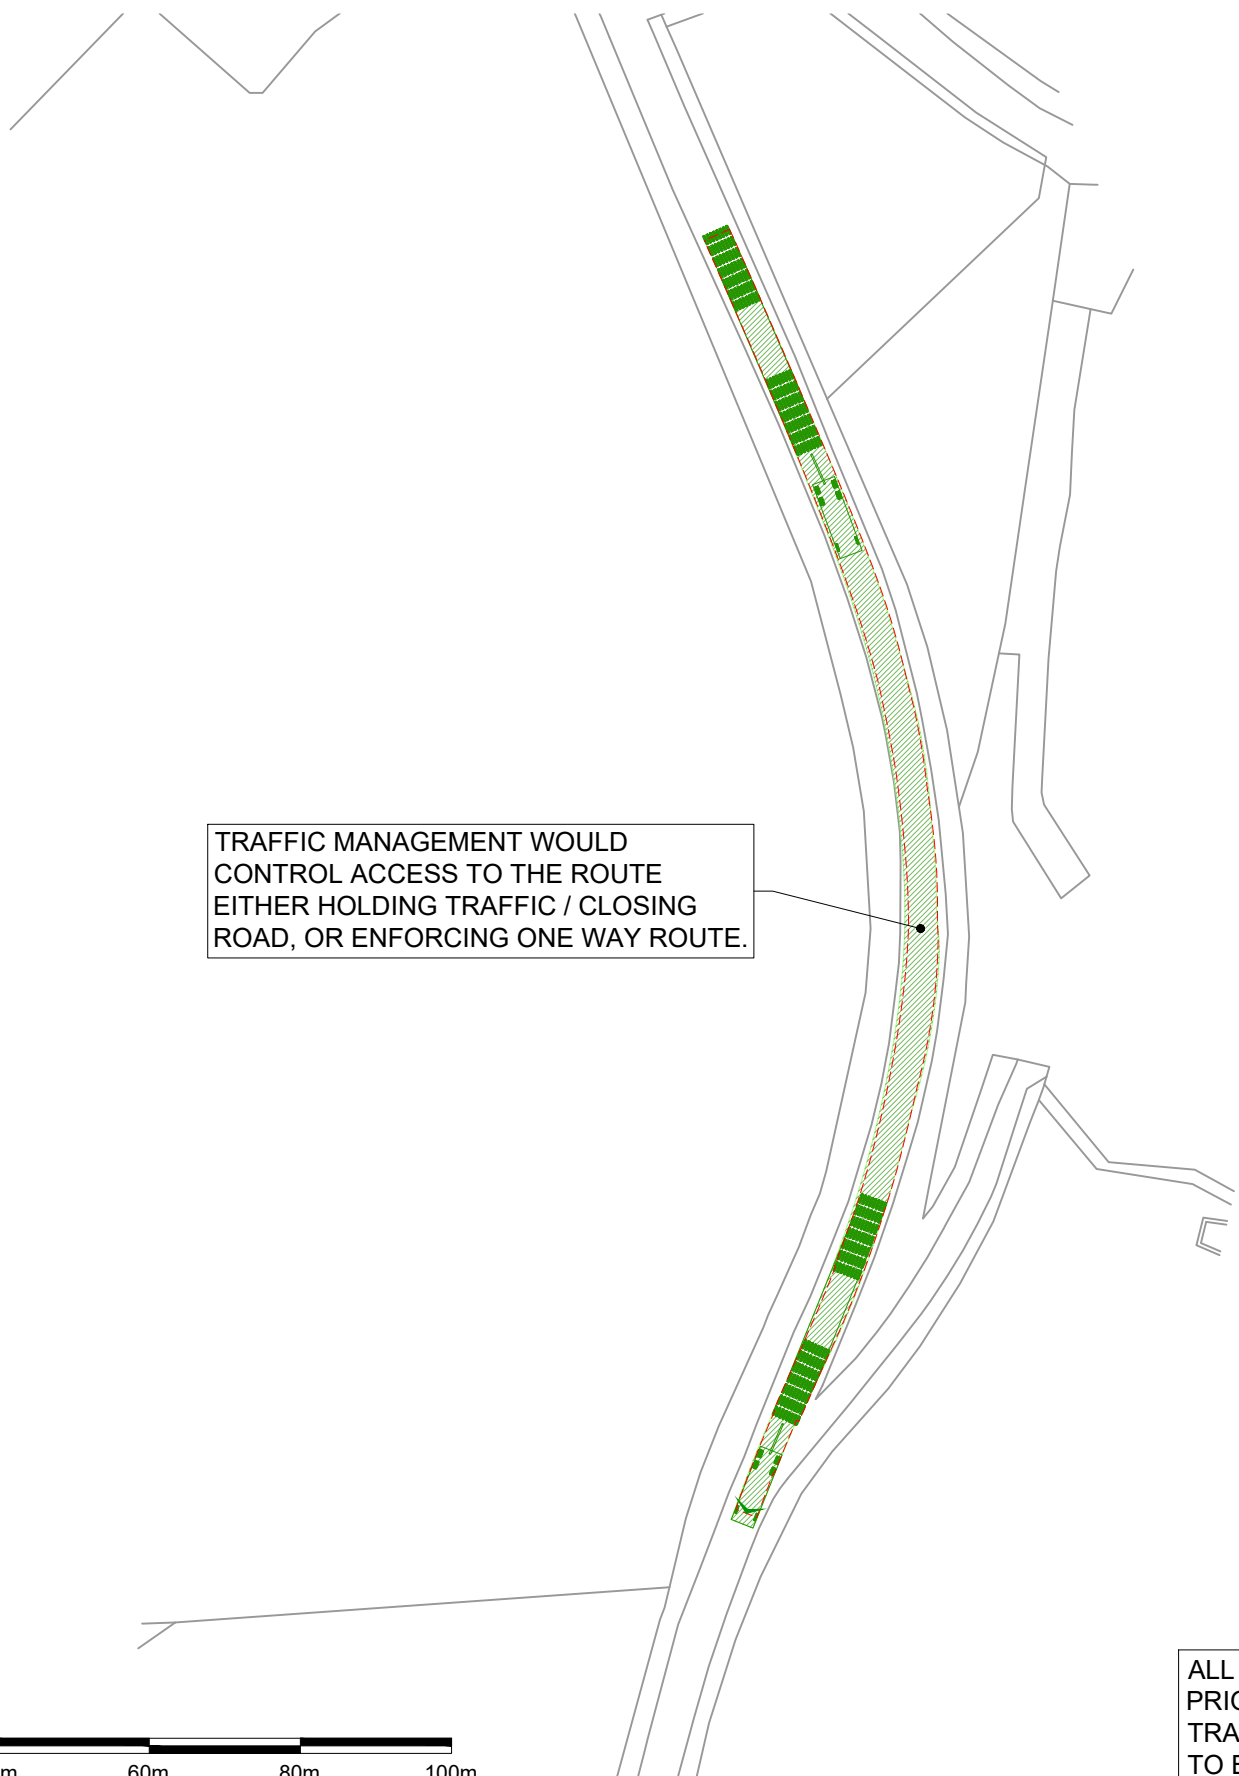 TRAFFIC MANAGEMENT WOULD
CONTROL ACCESS TO THE ROUTE
EITHER HOLDING TRAFFIC / CLOSING
ROAD, OR ENFORCING ONE WAY ROUTE.
ALL
TO
60m 80m 100m